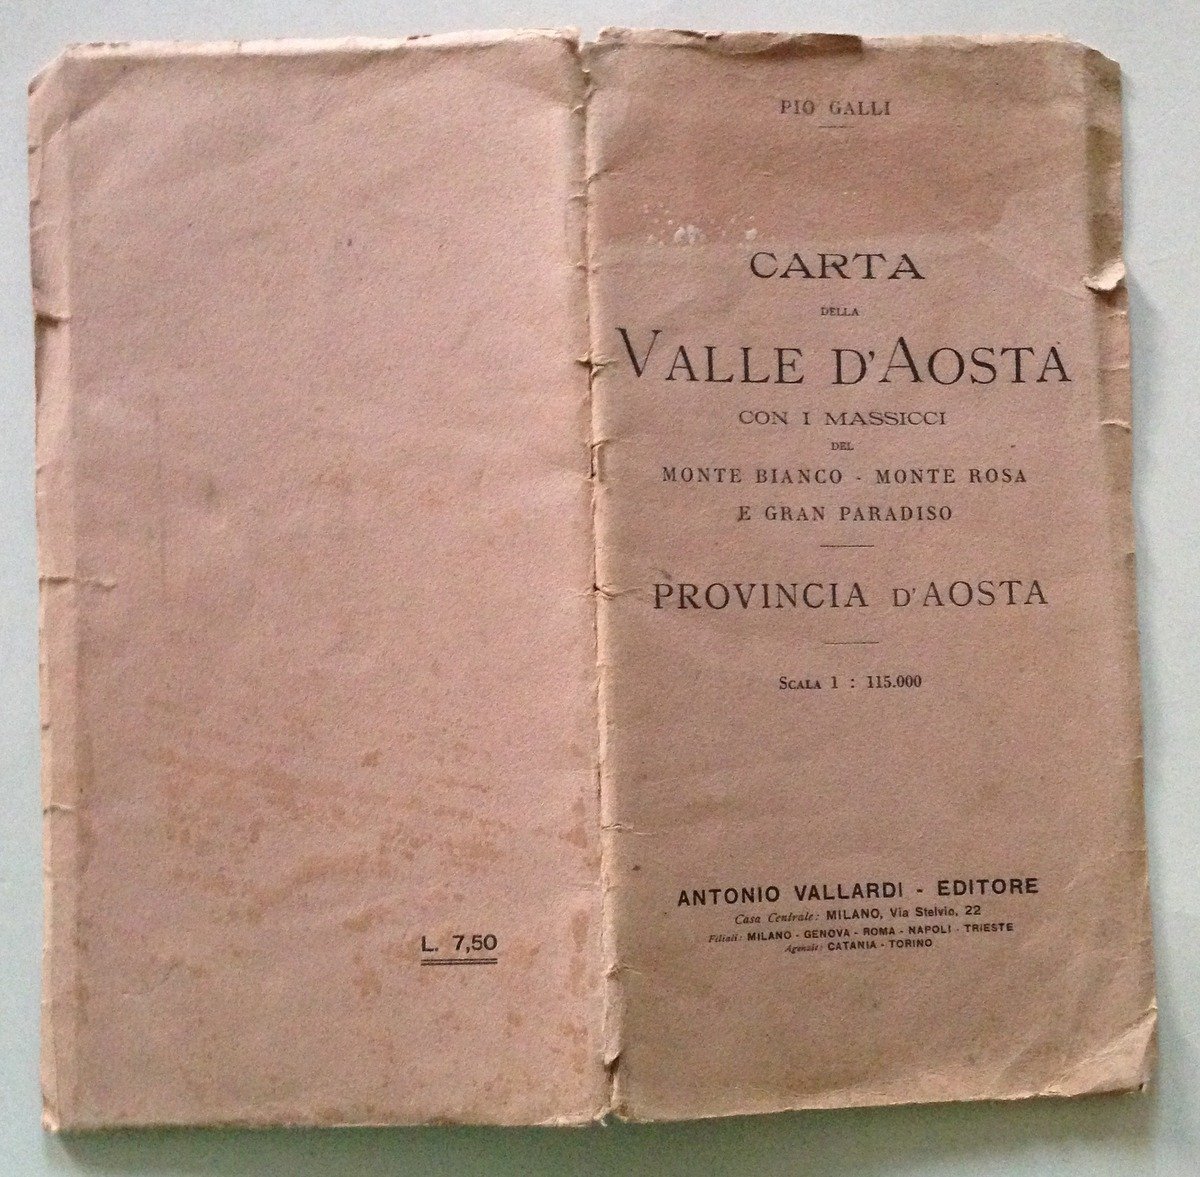 PIO GALLI
CARTA
DELLA
VALLE D'AOSTA
CON I MASSICCI
DEL
MONTE BIANCO - MONTE ROSA
E GRAN PARADISO
PROVINCIA D'AOSTA
SCALA 1 : 115.000
ANTONIO VALLARDI - EDITORE
Casa Centrale: MILANO, Via Stelvio, 22
Filiali: MILANO - GENOVA - ROMA - NAPOLI - TRIESTE
Agenzie: CATANIA - TORINO
L. 7,50